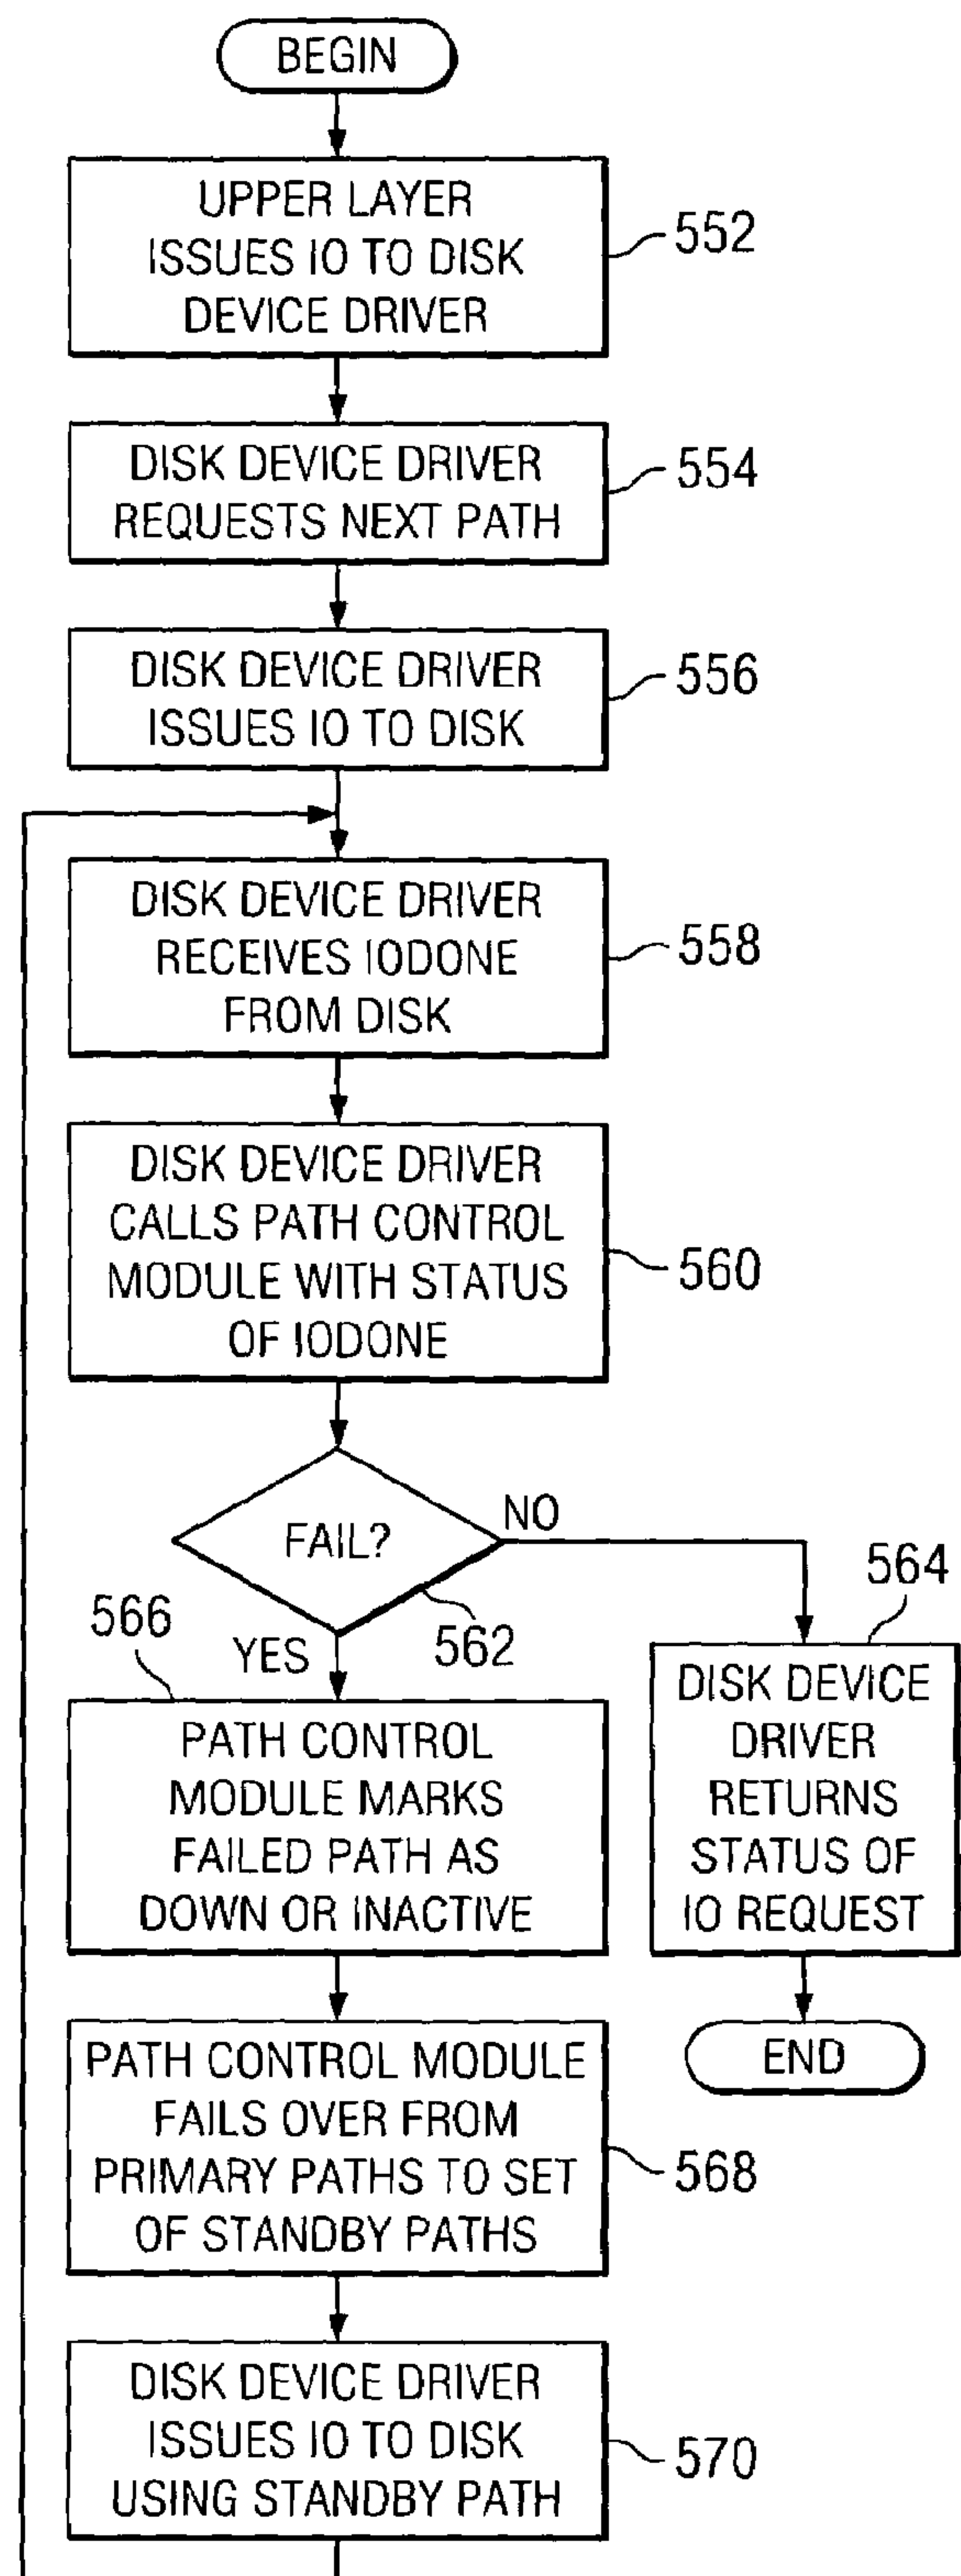 BEGIN
UPPER LAYER
ISSUES IO TO DISK
DEVICE DRIVER
552
DISK DEVICE DRIVER
REQUESTS NEXT PATH
554
DISK DEVICE DRIVER
ISSUES IO TO DISK
556
DISK DEVICE DRIVER
RECEIVES IODONE
FROM DISK
558
DISK DEVICE DRIVER
CALLS PATH CONTROL
MODULE WITH STATUS
OF IODONE
560
FAIL?
NO
562
YES
564
DISK DEVICE
DRIVER
RETURNS
STATUS OF
IO REQUEST
END
566
PATH CONTROL
MODULE MARKS
FAILED PATH AS
DOWN OR INACTIVE
PATH CONTROL MODULE
FAILS OVER FROM
PRIMARY PATHS TO SET
OF STANDBY PATHS
568
DISK DEVICE DRIVER
ISSUES IO TO DISK
USING STANDBY PATH
570